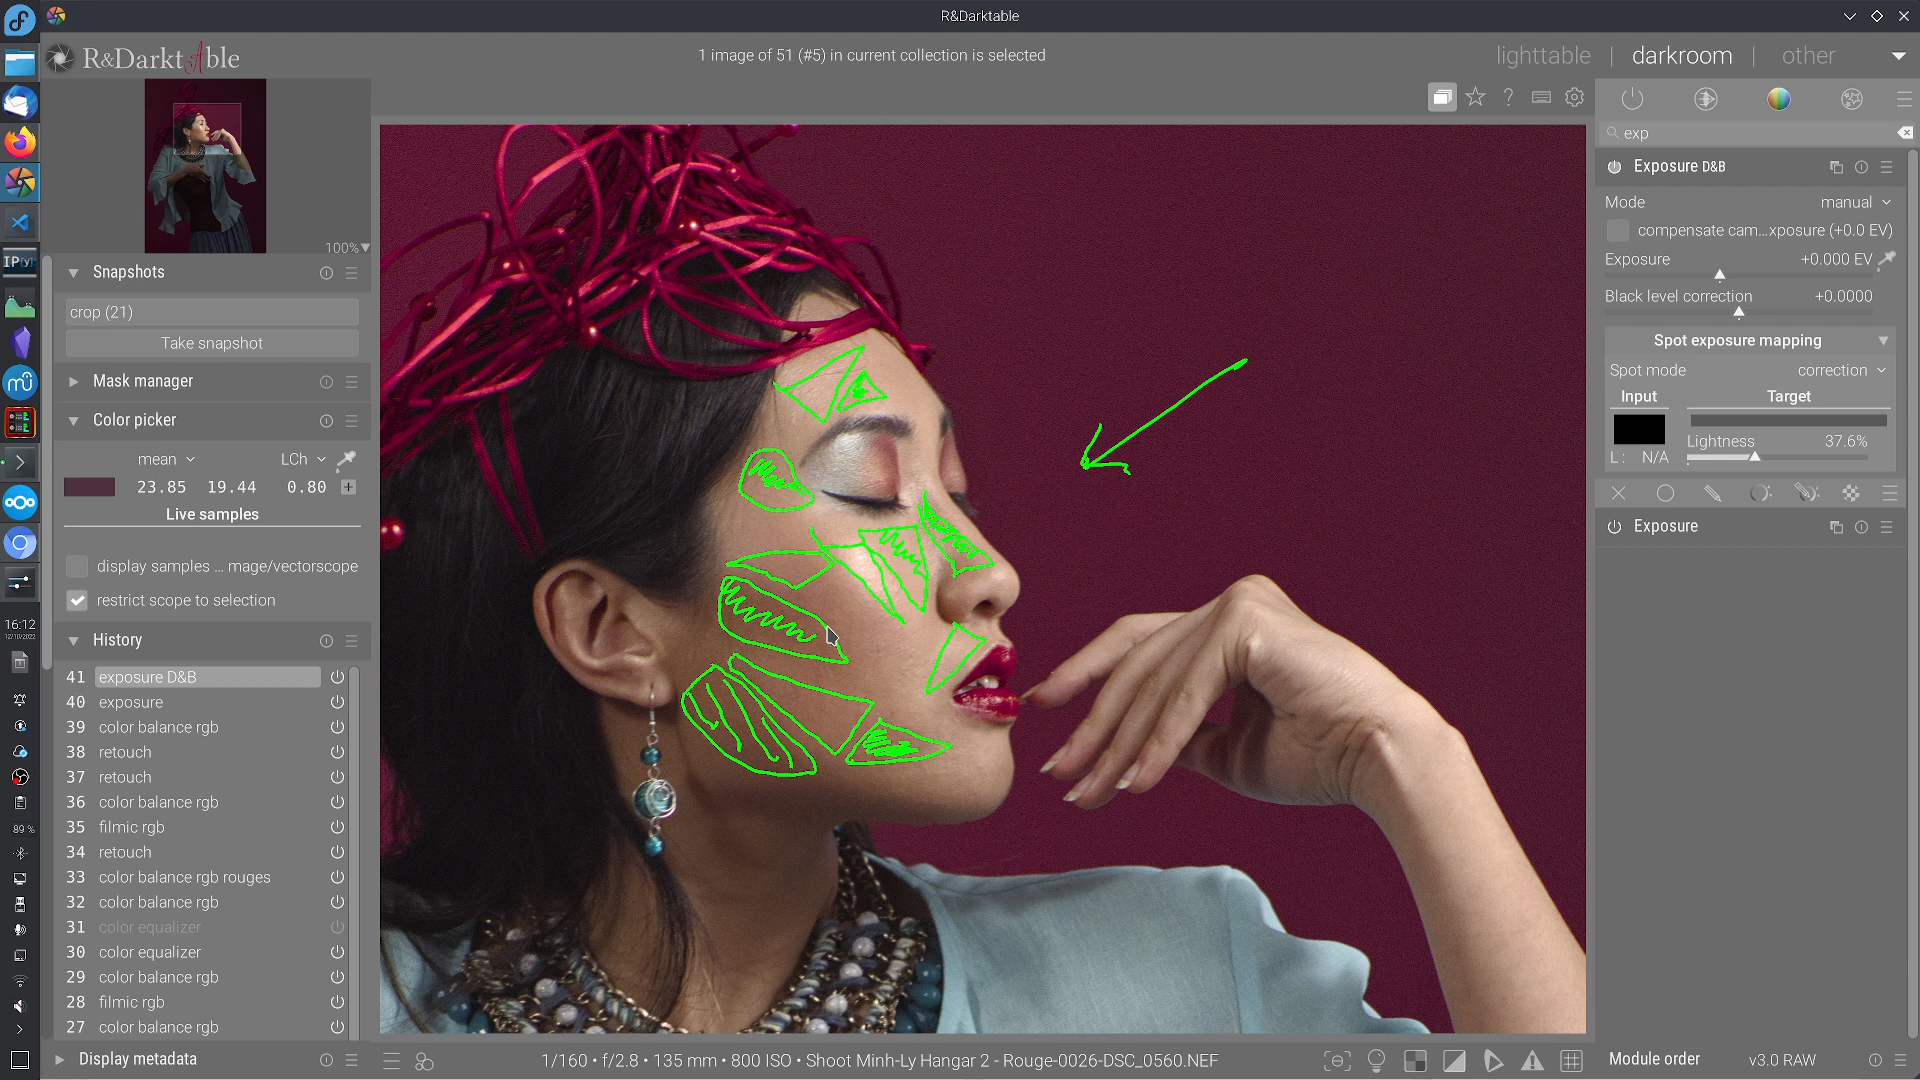 R&Darktable
R&DarktAble
1 image of 51 (#5) in current collection is selected
lighttable | darkroom | other
100%
Snapshots
crop (21)
Take snapshot
Mask manager
Color picker
mean LCh
23.85 19.44 0.80 +
Live samples
display samples ... mage/vectorscope
restrict scope to selection
History
41 exposure D&B
40 exposure
39 color balance rgb
38 retouch
37 retouch
36 color balance rgb
35 filmic rgb
34 retouch
33 color balance rgb rouges
32 color balance rgb
31 color equalizer
30 color equalizer
29 color balance rgb
28 filmic rgb
27 color balance rgb
Display metadata
1/160 • f/2.8 • 135 mm • 800 ISO • Shoot Minh-Ly Hangar 2 - Rouge-0026-DSC_0560.NEF
exp
Exposure D&B
Mode manual
compensate cam...xposure (+0.0 EV)
Exposure +0.000 EV
Black level correction +0.0000
Spot exposure mapping
Spot mode correction
Input Target
Lightness 37.6%
L : N/A
Exposure
Module order v3.0 RAW
IP[y]
16:12
12/10/2022
89 %